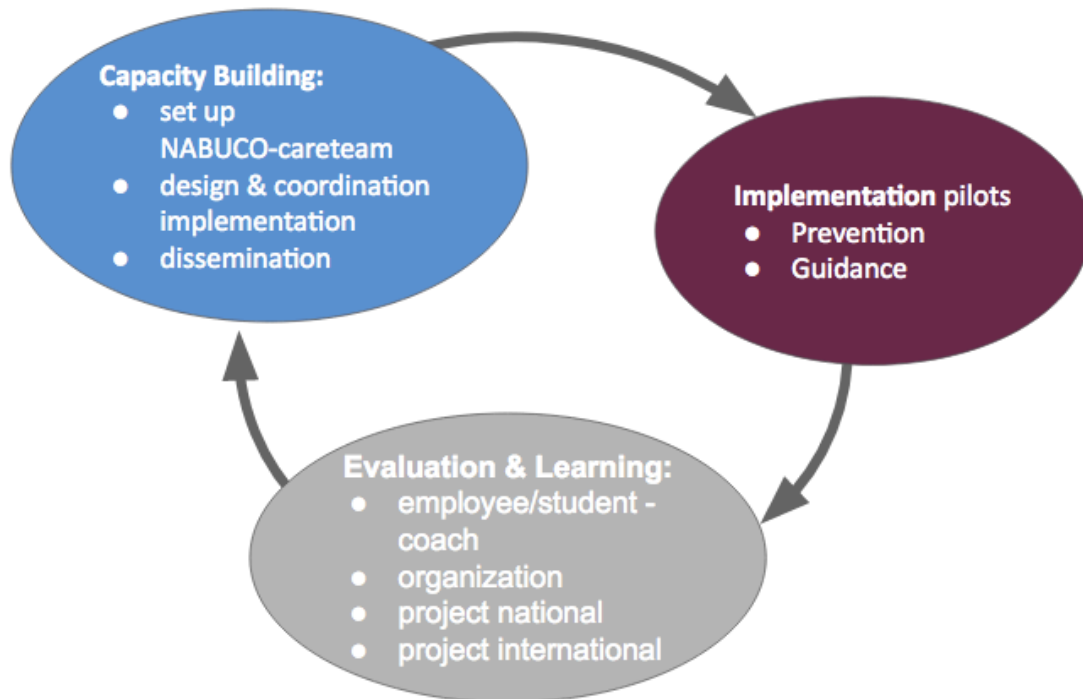 Capacity Building:
● set up
NABUCO-careteam
● design & coordination
implementation
● dissemination
Implementation pilots
● Prevention
● Guidance
Evaluation & Learning:
● employee/student -
coach
● organization
● project national
● project international